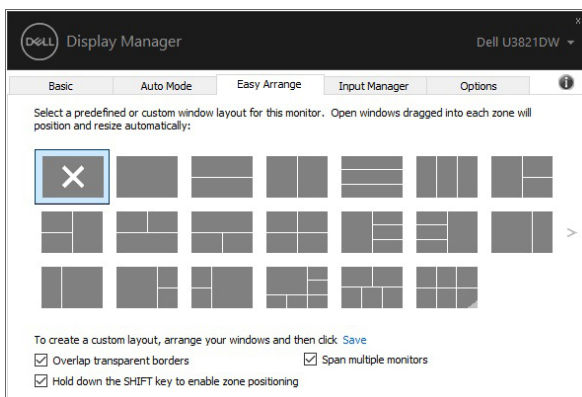 x
DELL Display Manager Dell U3821DW
Basic Auto Mode Easy Arrange Input Manager Options
Select a predefined or custom window layout for this monitor. Open windows dragged into each zone will
position and resize automatically:
To create a custom layout, arrange your windows and then click Save
Overlap transparent borders Span multiple monitors
Hold down the SHIFT key to enable zone positioning